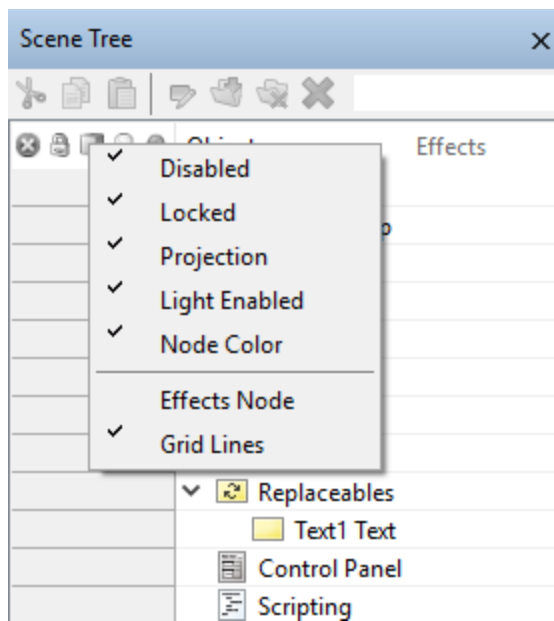 Scene Tree
Effects
Disabled
Locked
Projection
Light Enabled
Node Color
Effects Node
Grid Lines
Replaceables
Text1 Text
Control Panel
Scripting